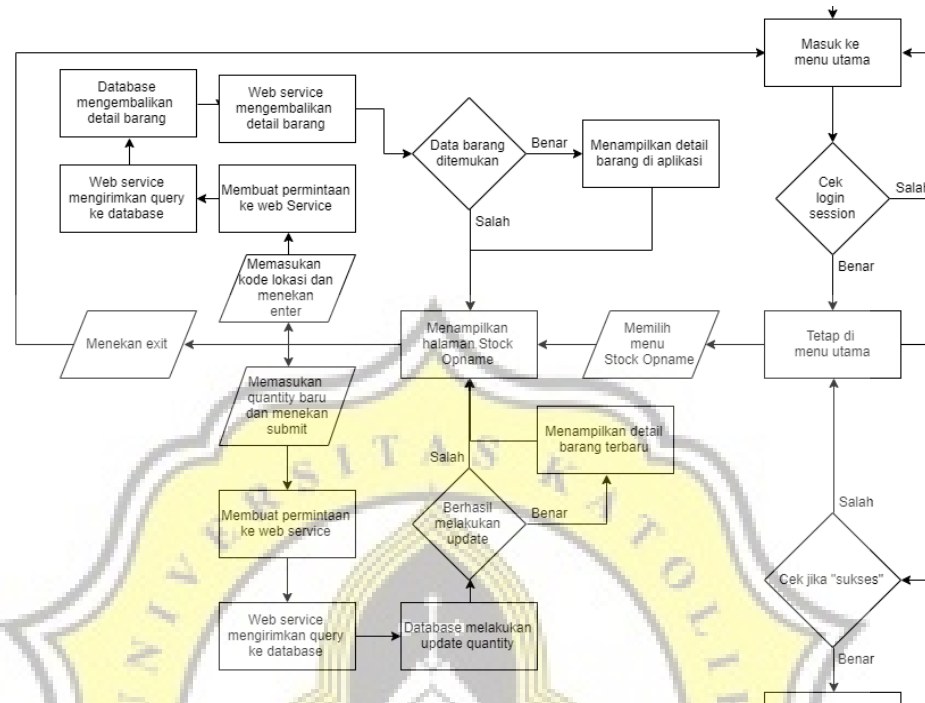 Masuk ke
menu utama
Database
mengembalikan
detail barang
Web service
mengembalikan
detail barang
Data barang
ditemukan
Benar
Menampilkan detail
barang di aplikasi
Web service
mengirimkan query
ke database
Membuat permintaan
ke web Service
Cek
login
session
Salah
Salah
Benar
Memasukan
kode lokasi dan
menekan
enter
Menekan exit
Menampilkan
halaman Stock
Opname
Memilih
menu
Stock Opname
Tetap di
menu utama
Memasukan
quantity baru
dan menekan
submit
Menampilkan detail
barang terbaru
Salah
Berhasil
melakukan
update
Benar
Membuat permintaan
ke web service
Salah
Cek jika "sukses"
Web service
mengirimkan query
ke database
Database melakukan
update quantity
Benar
UNIVERSITAS KATOLI